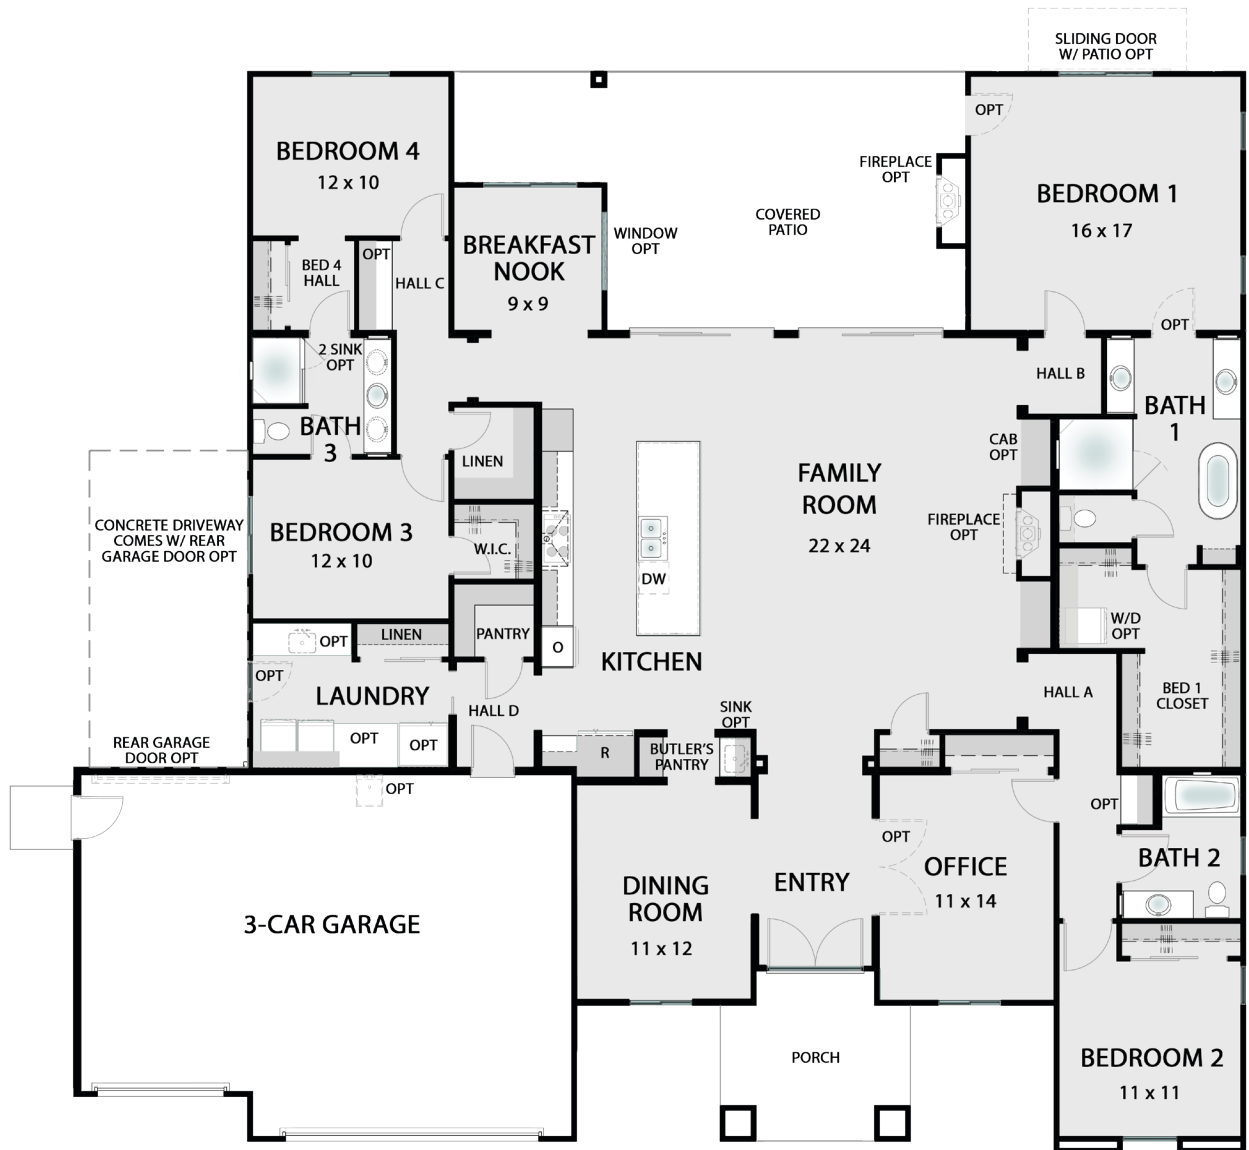 SLIDING DOOR
W/ PATIO OPT
OPT
BEDROOM 4
12 x 10
FIREPLACE
OPT
BEDROOM 1
16 x 17
COVERED
PATIO
WINDOW
OPT
BREAKFAST
NOOK
9 x 9
OPT
BED 4
HALL
HALL C
OPT
2 SINK
OPT
HALL B
BATH
1
BATH
3
CAB
OPT
LINEN
FAMILY
ROOM
22 x 24
FIREPLACE
OPT
CONCRETE DRIVEWAY
COMES W/ REAR
GARAGE DOOR OPT
BEDROOM 3
12 x 10
W.I.C.
DW
W/D
OPT
OPT
LINEN
PANTRY
O
KITCHEN
OPT
LAUNDRY
HALL D
HALL A
BED 1
CLOSET
SINK
OPT
REAR GARAGE
DOOR OPT
OPT
OPT
R
BUTLER'S
PANTRY
OPT
OPT
OPT
BATH 2
OFFICE
11 x 14
ENTRY
DINING
ROOM
11 x 12
3-CAR GARAGE
PORCH
BEDROOM 2
11 x 11